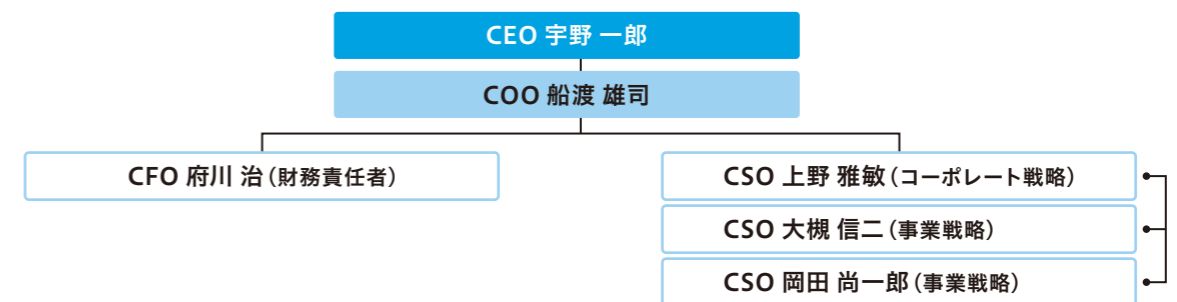 CEO 宇野 一郎
COO 船渡 雄司
CFO 府川 治（財務責任者）
CSO 上野 雅敏（コーポレート戦略）
CSO 大槻 信二（事業戦略）
CSO 岡田 尚一郎（事業戦略）